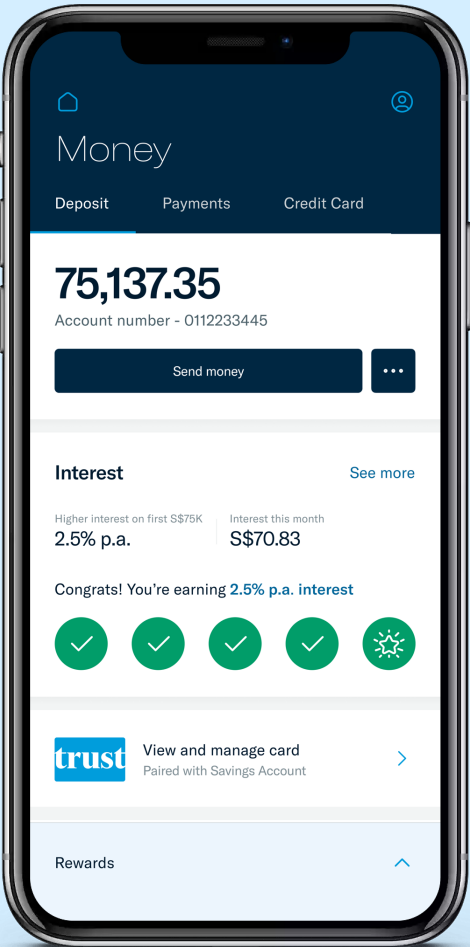 Money
Deposit Payments Credit Card
75,137.35
Account number - 0112233445
Send money
Interest See more
Higher interest on first S$75K Interest this month
2.5% p.a. S$70.83
Congrats! You're earning 2.5% p.a. interest
trust View and manage card
Paired with Savings Account
Rewards